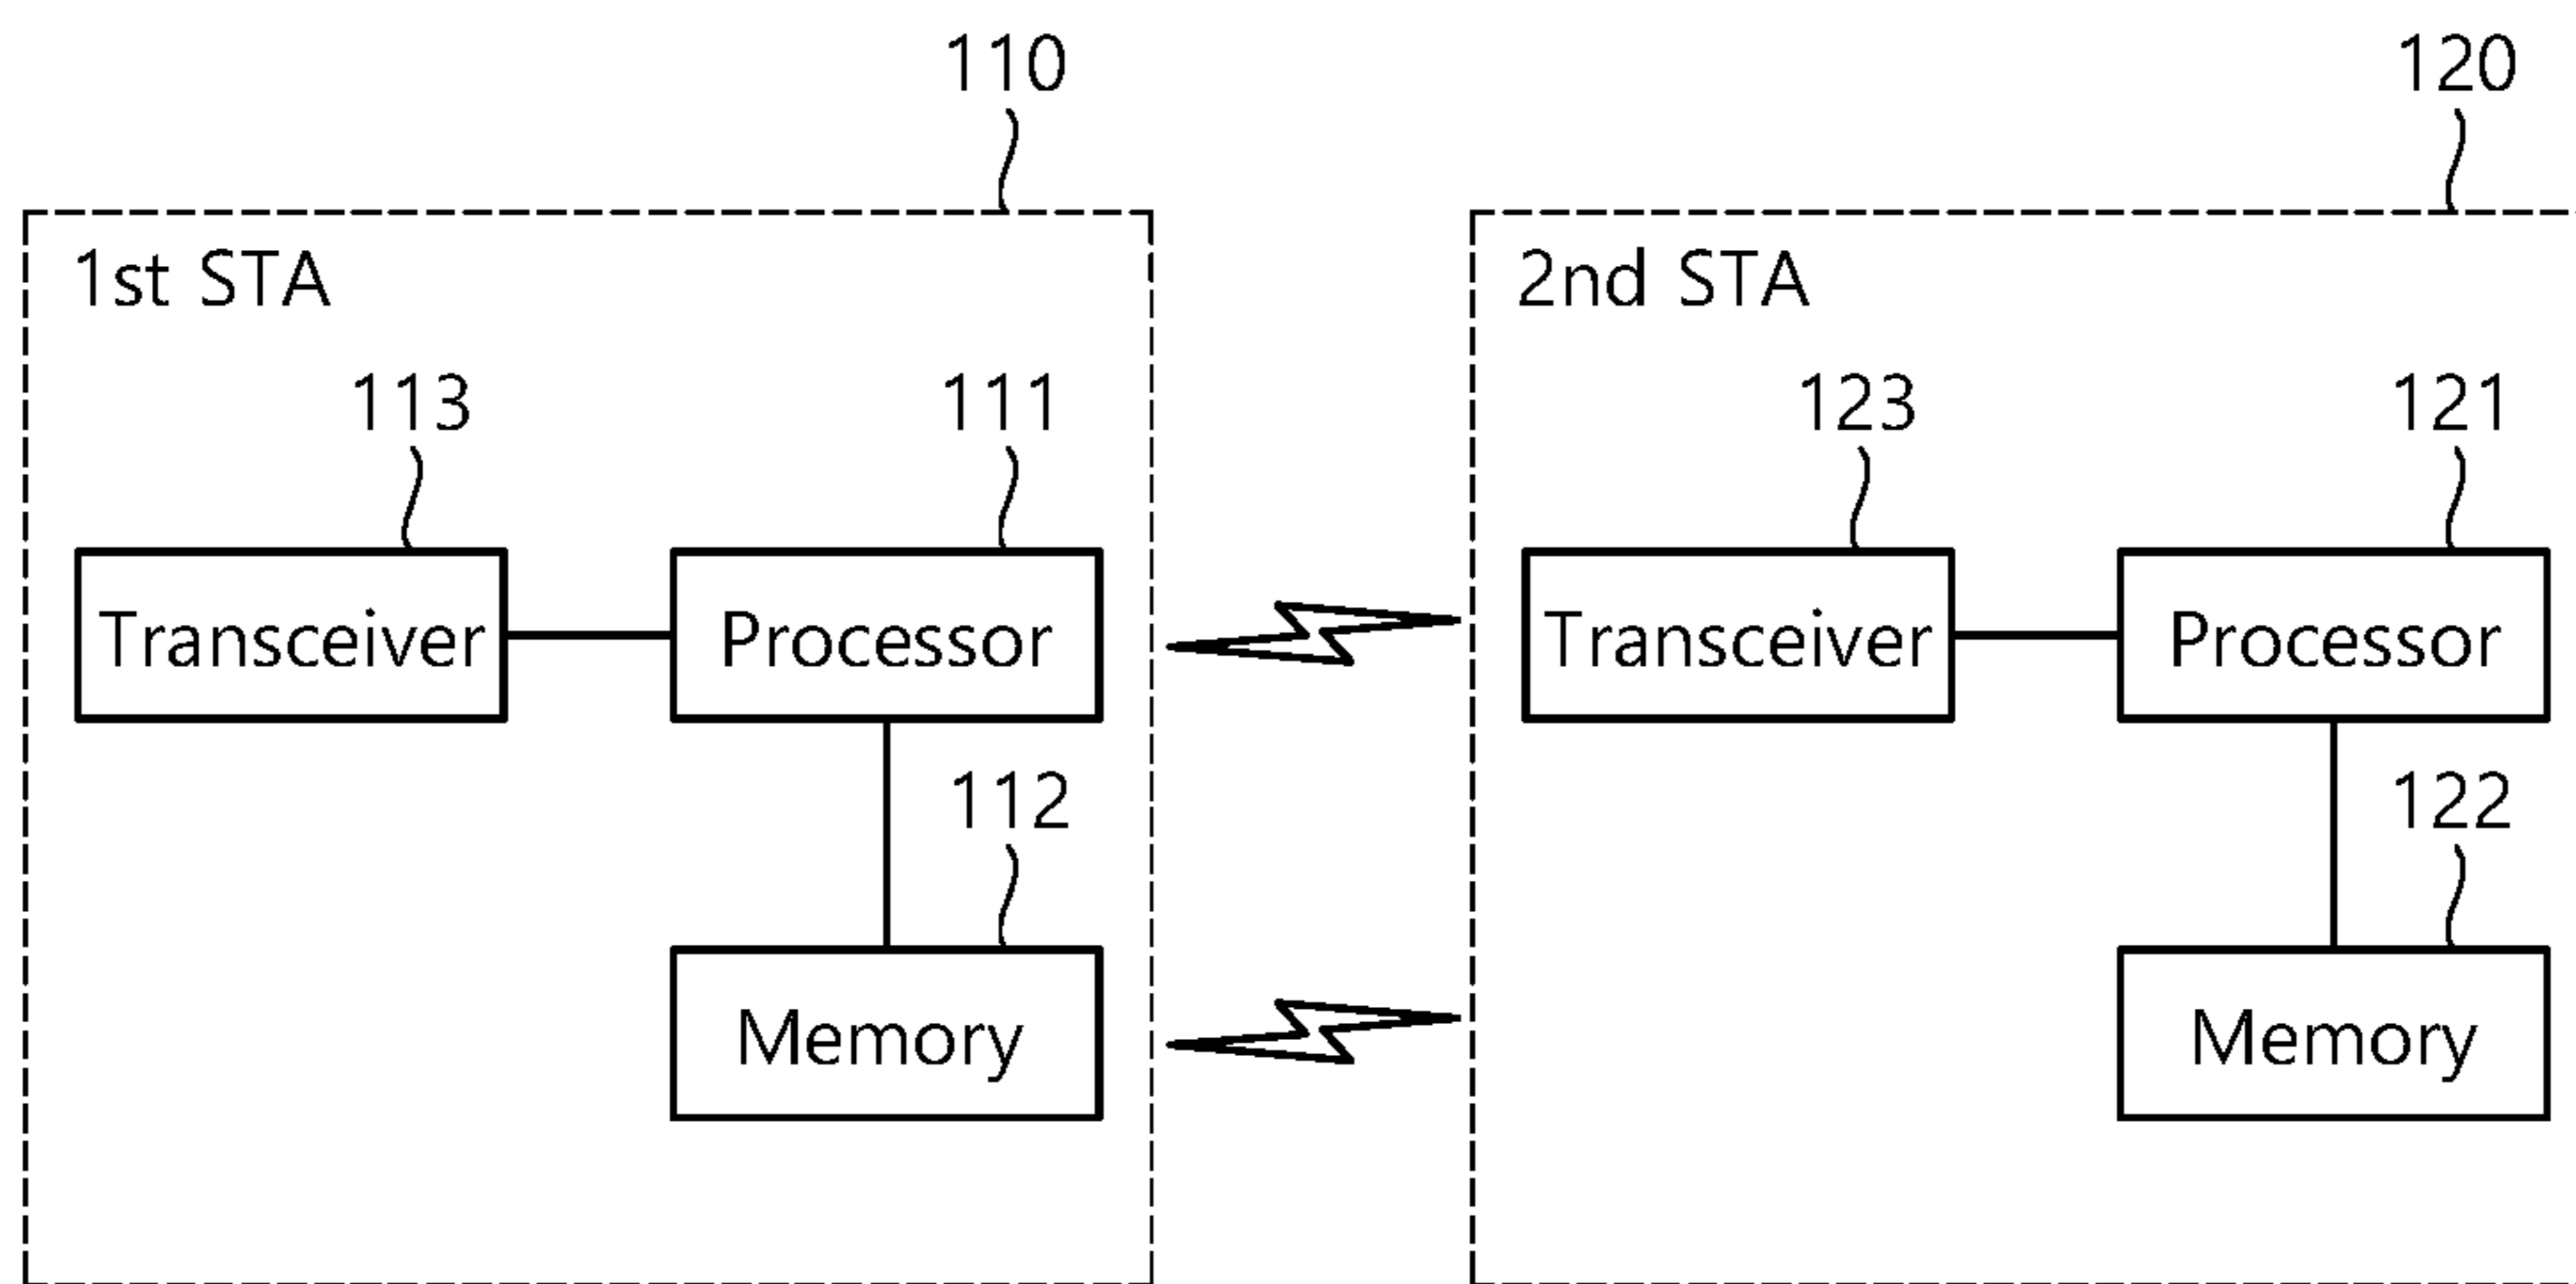 110
120
1st STA
2nd STA
113
111
123
121
Transceiver
Processor
Transceiver
Processor
112
122
Memory
Memory